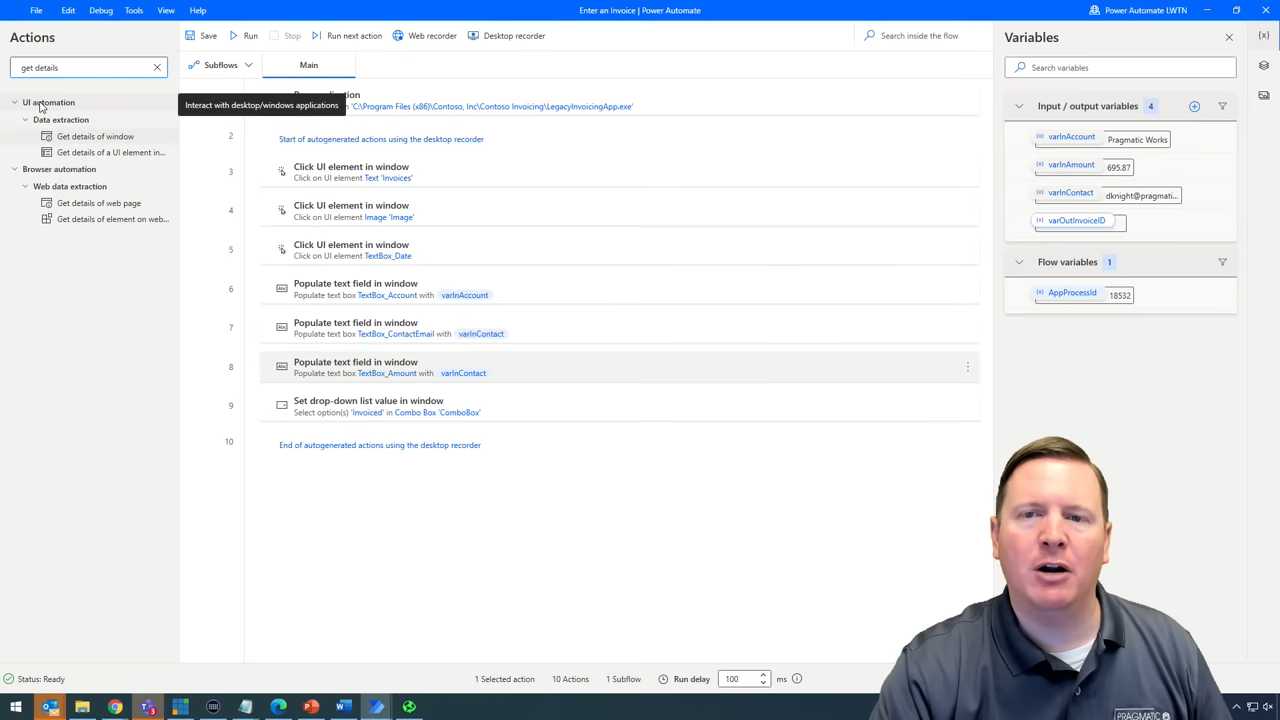 File Edit Debug Tools View Help
Enter an Invoice | Power Automate
Power Automate LWTN
Actions
get details
UI automation
Data extraction
Get details of window
Get details of a UI element in...
Browser automation
Web data extraction
Get details of web page
Get details of element on web...
Save Run Stop Run next action Web recorder Desktop recorder
Search inside the flow
Subflows Main
Interact with desktop/windows applications
'C:\Program Files (x86)\Contoso, Inc\Contoso Invoicing\LegacyInvoicingApp.exe'
2 Start of autogenerated actions using the desktop recorder
3 Click UI element in window
Click on UI element Text 'Invoices'
4 Click UI element in window
Click on UI element Image 'Image'
5 Click UI element in window
Click on UI element TextBox_Date
6 Populate text field in window
Populate text box TextBox_Account with varInAccount
7 Populate text field in window
Populate text box TextBox_ContactEmail with varInContact
8 Populate text field in window
Populate text box TextBox_Amount with varInContact
9 Set drop-down list value in window
Select option(s) 'Invoiced' in Combo Box 'ComboBox'
10 End of autogenerated actions using the desktop recorder
Variables
Search variables
Input / output variables 4
varInAccount Pragmatic Works
varInAmount 695.87
varInContact dknight@pragmati...
varOutInvoiceID
Flow variables 1
AppProcessId 18532
Status: Ready
1 Selected action 10 Actions 1 Subflow Run delay 100 ms
PRAGMATIC